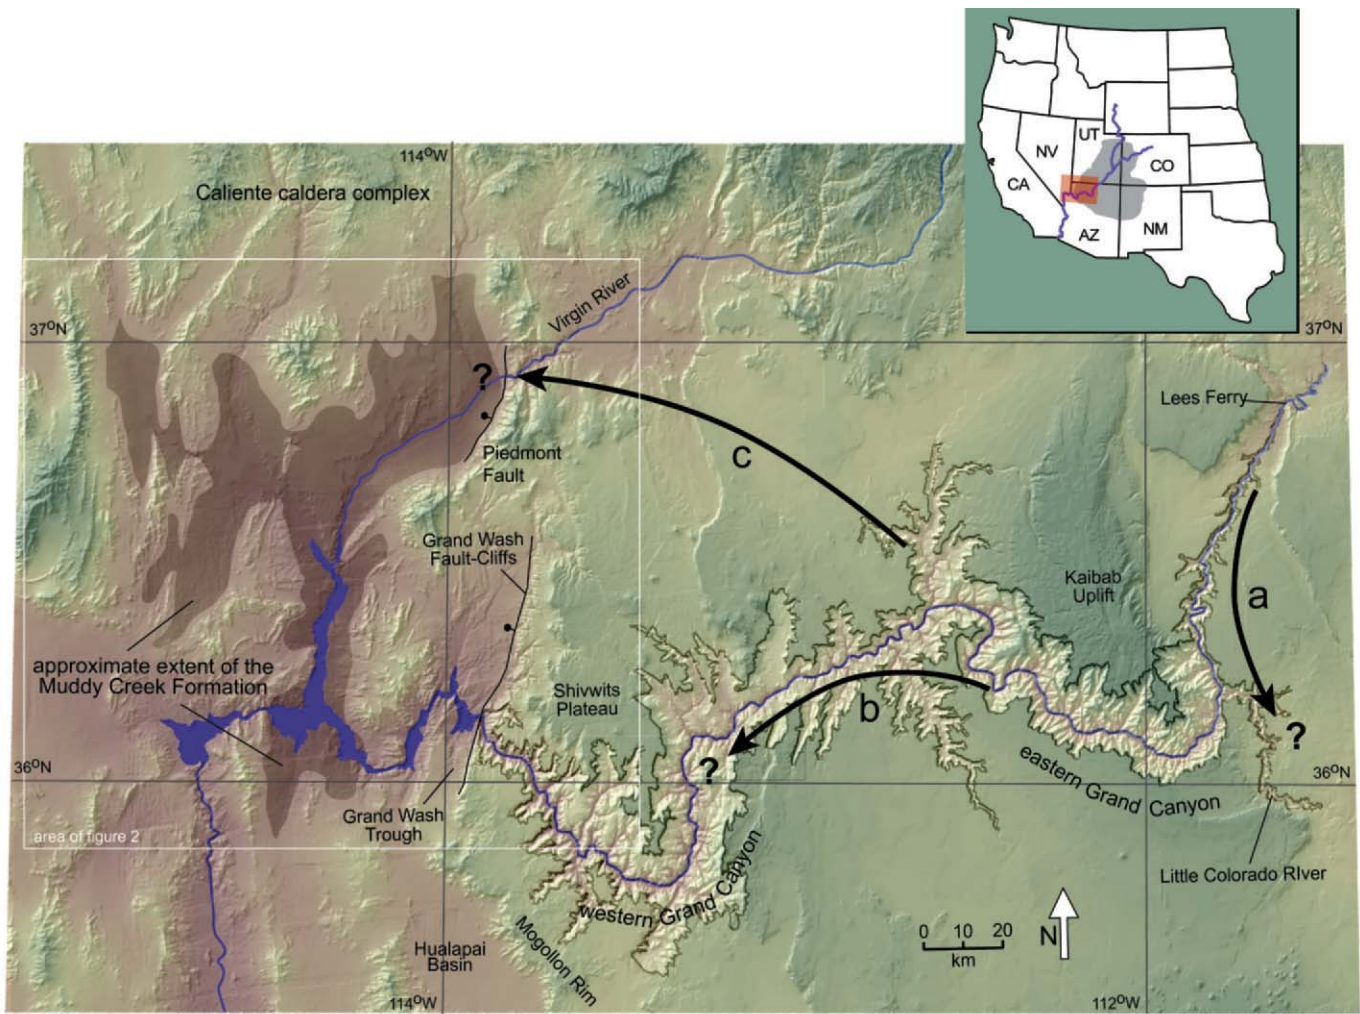 UT
NV
CO
CA
AZ
NM
114°W
Caliente caldera complex
37°N
37°N
Virgin River
?
Lees Ferry
c
Piedmont
Fault
Grand Wash
Fault-Cliffs
Kaibab
Uplift
a
approximate extent of the
Muddy Creek Formation
Shivwits
Plateau
b
?
?
36°N
36°N
eastern Grand Canyon
Grand Wash
Trough
area of figure 2
Little Colorado RIver
western Grand Canyon
Mogollon Rim
Hualapai
Basin
0 10 20
km
N
114°W
112°W